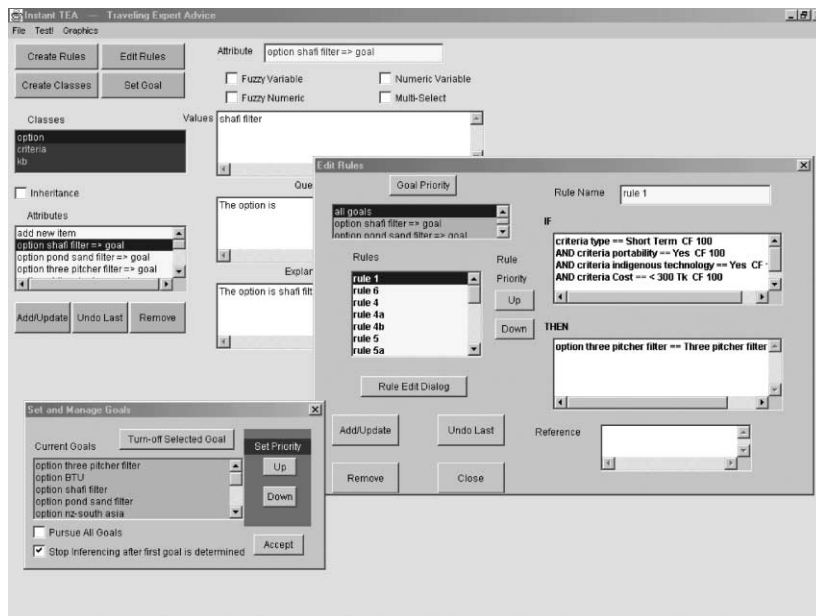 Instant TEA — Traveling Expert Advice
File Test! Graphics
Create Rules Edit Rules
Create Classes Set Goal
Attribute option shafi filter => goal
Fuzzy Variable Numeric Variable
Fuzzy Numeric Multi-Select
Classes
option
criteria
kb
Values shafi filter
Inheritance
Attributes
add new item
option shafi filter => goal
option pond sand filter => goal
option three pitcher filter => goal
Add/Update Undo Last Remove
Que
The option is
Explar
The option is shafi filt
Edit Rules
Goal Priority
all goals
option shafi filter => goal
option pond sand filter => goal
Rules
rule 1
rule 6
rule 4
rule 4a
rule 4b
rule 5
rule 5a
Rule
Priority
Up
Down
Rule Edit Dialog
Add/Update Undo Last
Remove Close
Rule Name rule 1
IF
criteria type == Short Term CF 100
AND criteria portability == Yes CF 100
AND criteria indigenous technology == Yes CF
AND criteria Cost == < 300 Tk CF 100
THEN
option three pitcher filter == Three pitcher filter
Reference
Set and Manage Goals
Current Goals Turn-off Selected Goal
option three pitcher filter
option BTU
option shafi filter
option pond sand filter
option nz-south asia
Set Priority
Up
Down
Pursue All Goals
Stop Inferencing after first goal is determined
Accept